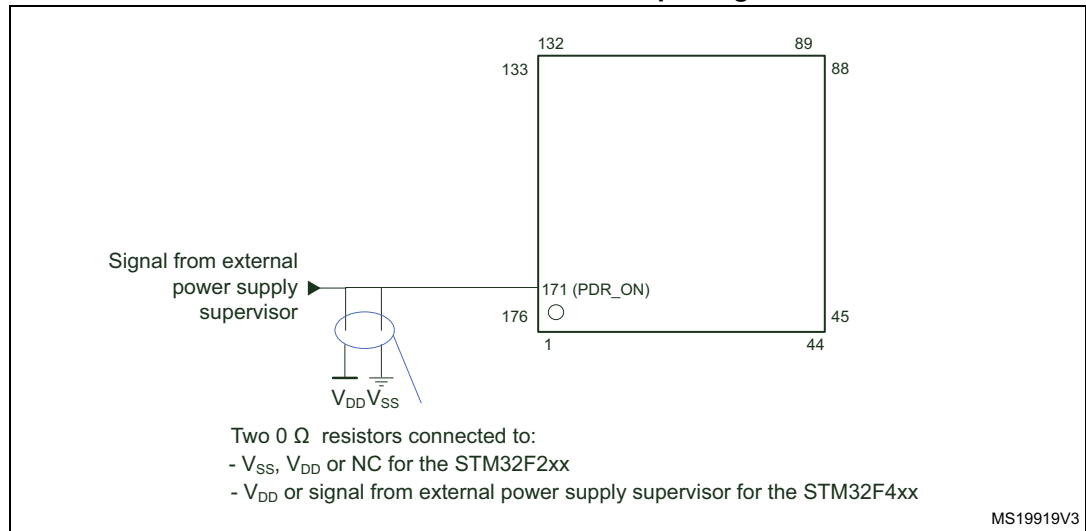 132
89
133
88
Signal from external
power supply
supervisor
171 (PDR_ON)
176
45
1
44
VDD VSS
Two 0 Ω resistors connected to:
- VSS, VDD or NC for the STM32F2xx
- VDD or signal from external power supply supervisor for the STM32F4xx
MS19919V3